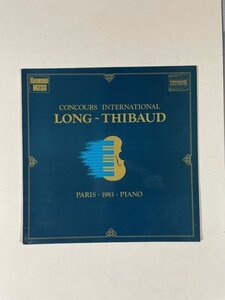 CONCOURS INTERNATIONAL
LONG - THIBAUD
PARIS · 1983 · PIANO